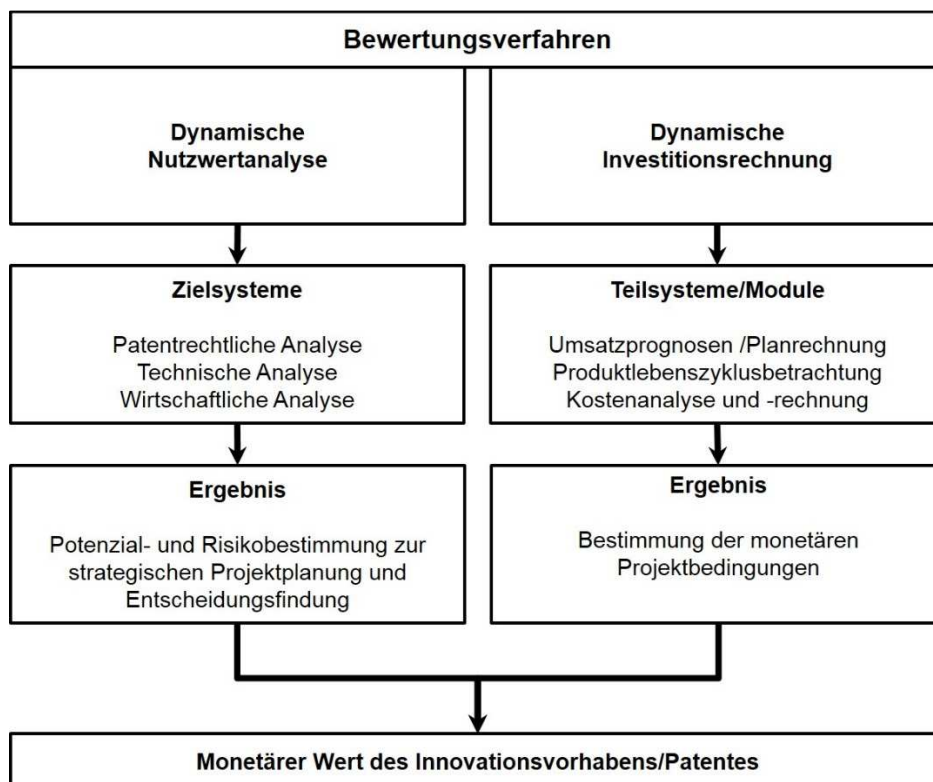 Bewertungsverfahren
Dynamische
Nutzwertanalyse
Dynamische
Investitionsrechnung
Zielsysteme
Patentrechtliche Analyse
Technische Analyse
Wirtschaftliche Analyse
Teilsysteme/Module
Umsatzprognosen /Planrechnung
Produktlebenszyklusbetrachtung
Kostenanalyse und -rechnung
Ergebnis
Potenzial- und Risikobestimmung zur
strategischen Projektplanung und
Entscheidungsfindung
Ergebnis
Bestimmung der monetären
Projektbedingungen
Monetärer Wert des Innovationsvorhabens/Patentes